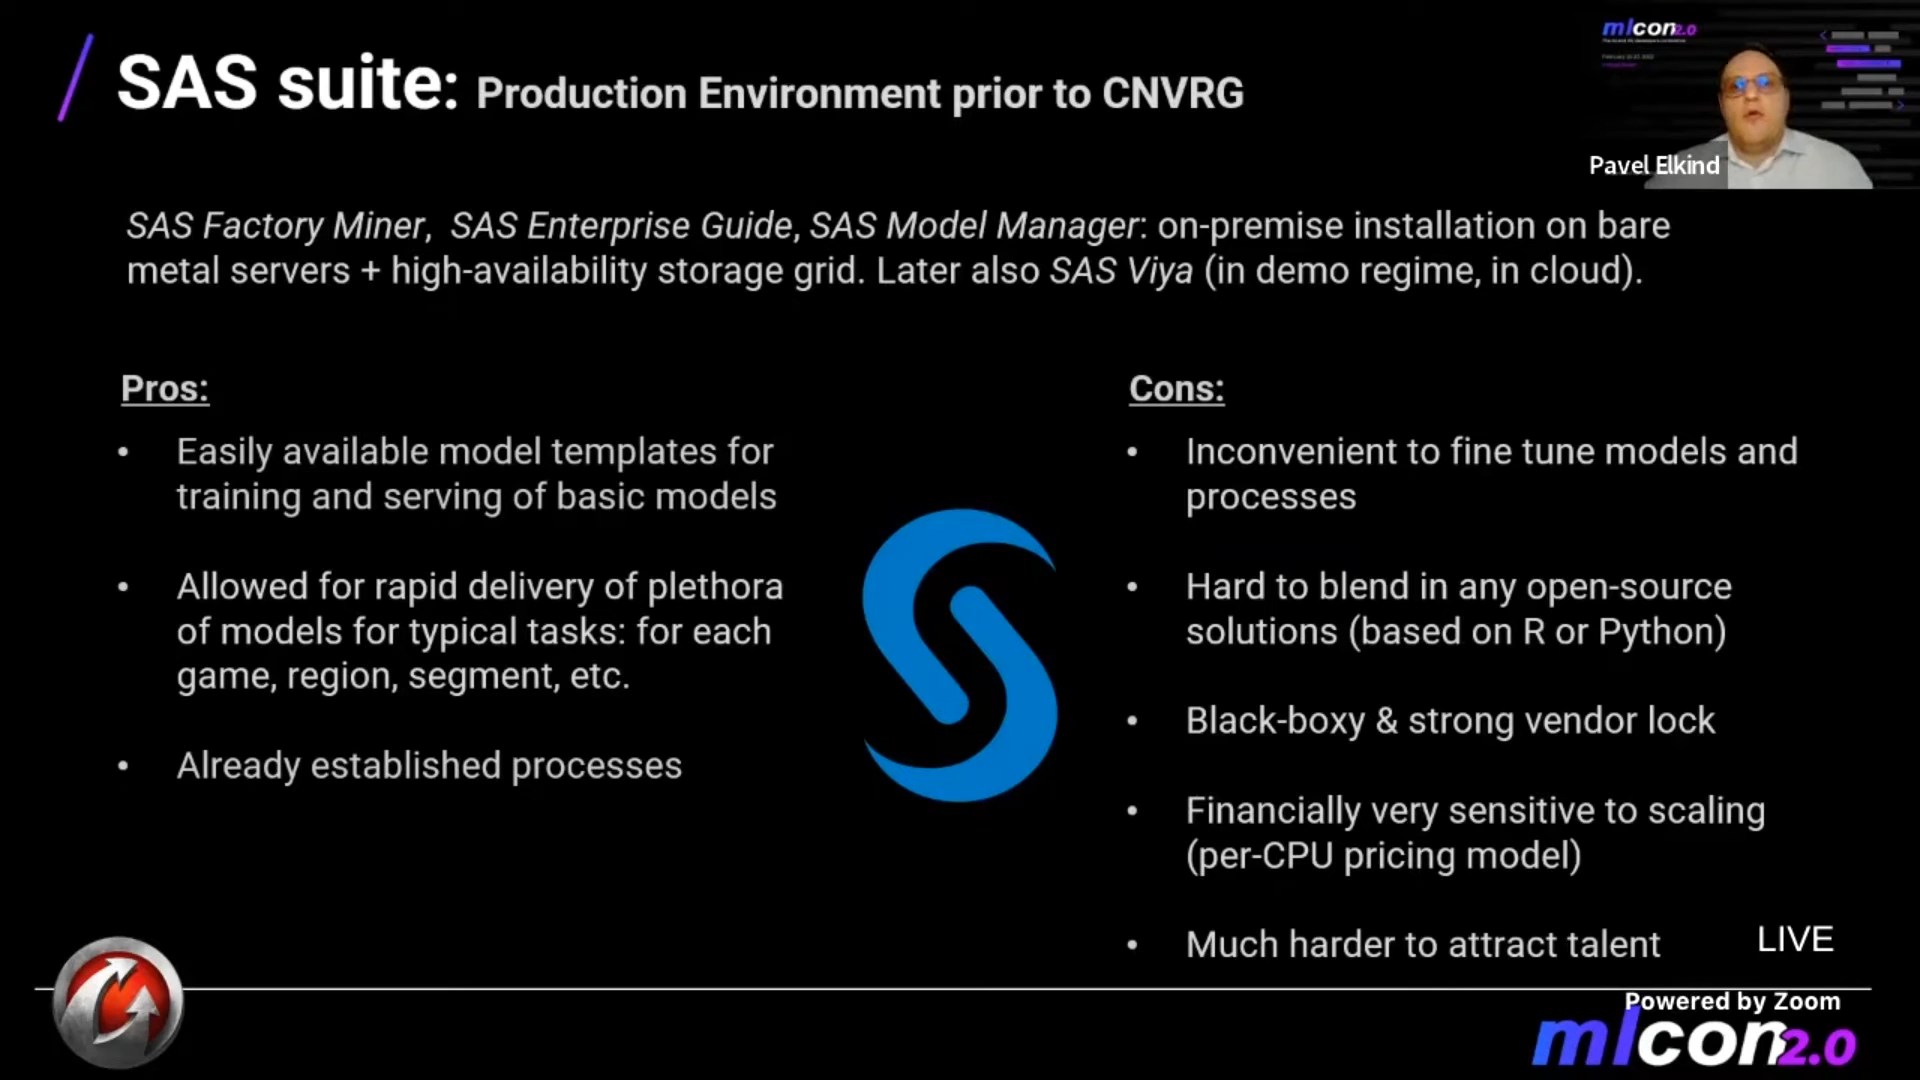 SAS suite: Production Environment prior to CNVRG
mlcon2.0
Pavel Elkind
SAS Factory Miner, SAS Enterprise Guide, SAS Model Manager: on-premise installation on bare
metal servers + high-availability storage grid. Later also SAS Viya (in demo regime, in cloud).
Pros:
• Easily available model templates for
training and serving of basic models
• Allowed for rapid delivery of plethora
of models for typical tasks: for each
game, region, segment, etc.
• Already established processes
Cons:
• Inconvenient to fine tune models and
processes
• Hard to blend in any open-source
solutions (based on R or Python)
• Black-boxy & strong vendor lock
• Financially very sensitive to scaling
(per-CPU pricing model)
• Much harder to attract talent
LIVE
Powered by Zoom
mlcon2.0